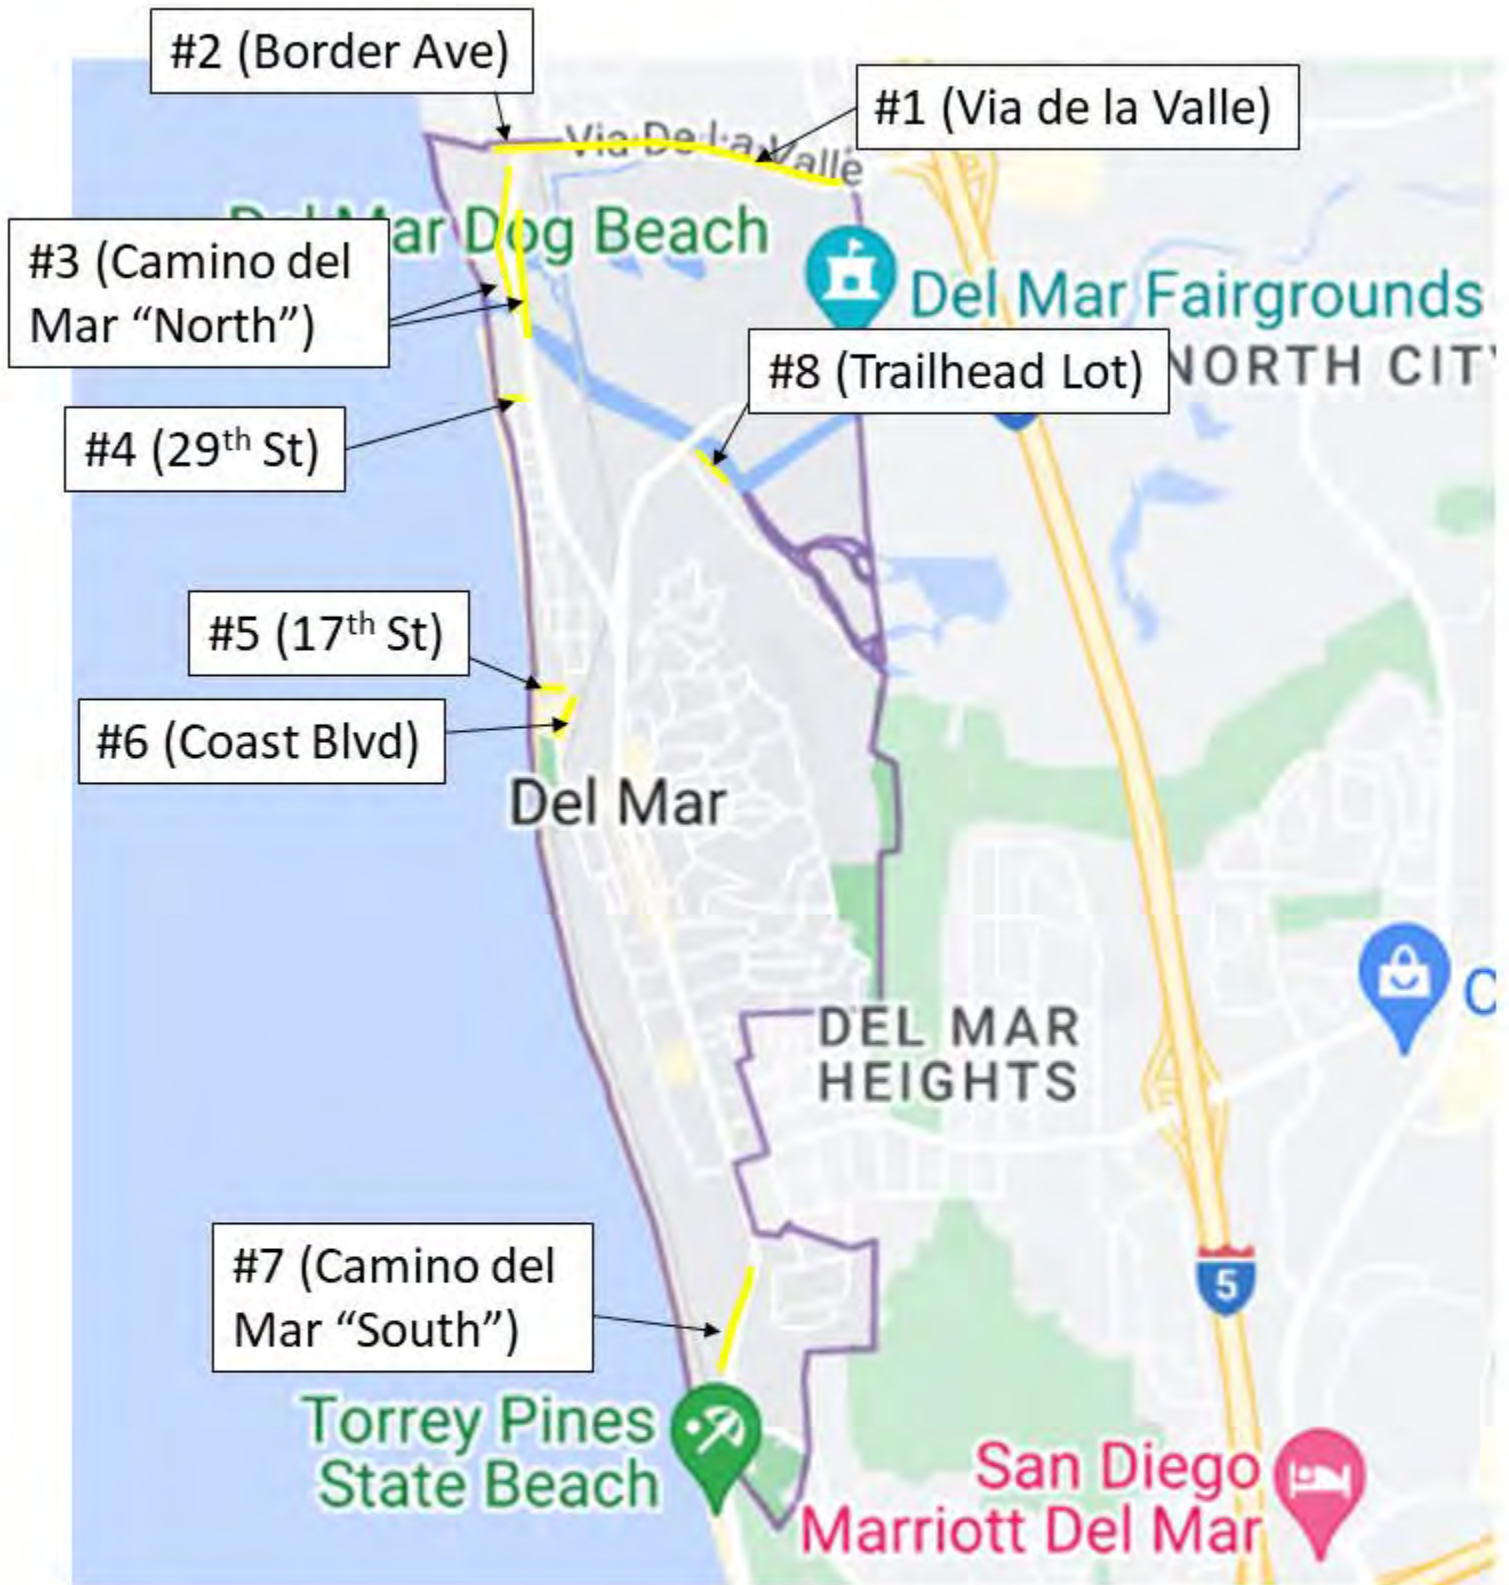 #2 (Border Ave)
#1 (Via de la Valle)
Via De La Valle
Mar Dog Beach
#3 (Camino del
Mar “North”)
Del Mar Fairgrounds
NORTH CIT
#8 (Trailhead Lot)
#4 (29th St)
#5 (17th St)
#6 (Coast Blvd)
Del Mar
DEL MAR
HEIGHTS
C
#7 (Camino del
Mar “South”)
5
Torrey Pines
State Beach
San Diego
Marriott Del Mar